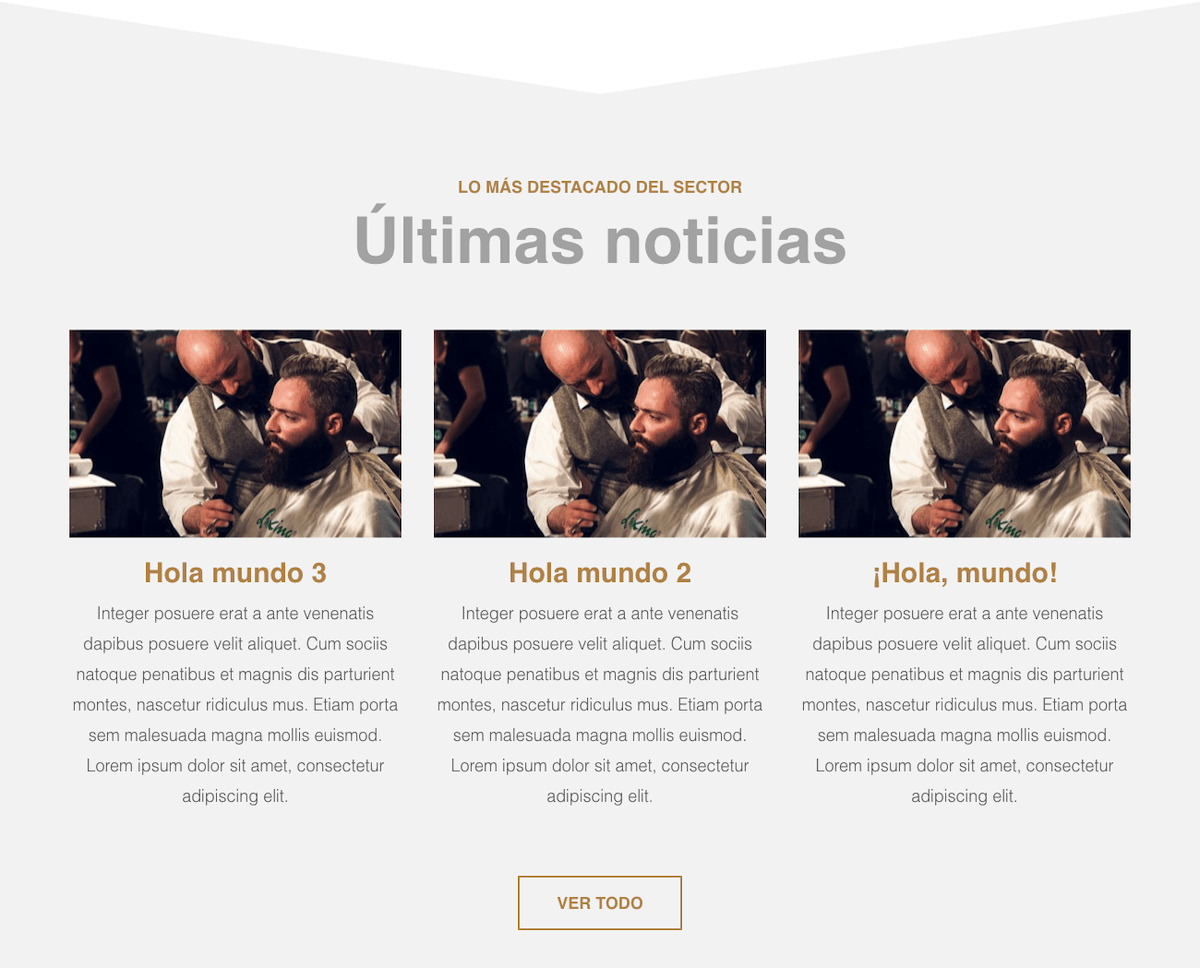 LO MÁS DESTACADO DEL SECTOR
Últimas noticias
Hola mundo 3
Integer posuere erat a ante venenatis
dapibus posuere velit aliquet. Cum sociis
natoque penatibus et magnis dis parturient
montes, nascetur ridiculus mus. Etiam porta
sem malesuada magna mollis euismod.
Lorem ipsum dolor sit amet, consectetur
adipiscing elit.
Hola mundo 2
Integer posuere erat a ante venenatis
dapibus posuere velit aliquet. Cum sociis
natoque penatibus et magnis dis parturient
montes, nascetur ridiculus mus. Etiam porta
sem malesuada magna mollis euismod.
Lorem ipsum dolor sit amet, consectetur
adipiscing elit.
¡Hola, mundo!
Integer posuere erat a ante venenatis
dapibus posuere velit aliquet. Cum sociis
natoque penatibus et magnis dis parturient
montes, nascetur ridiculus mus. Etiam porta
sem malesuada magna mollis euismod.
Lorem ipsum dolor sit amet, consectetur
adipiscing elit.
VER TODO